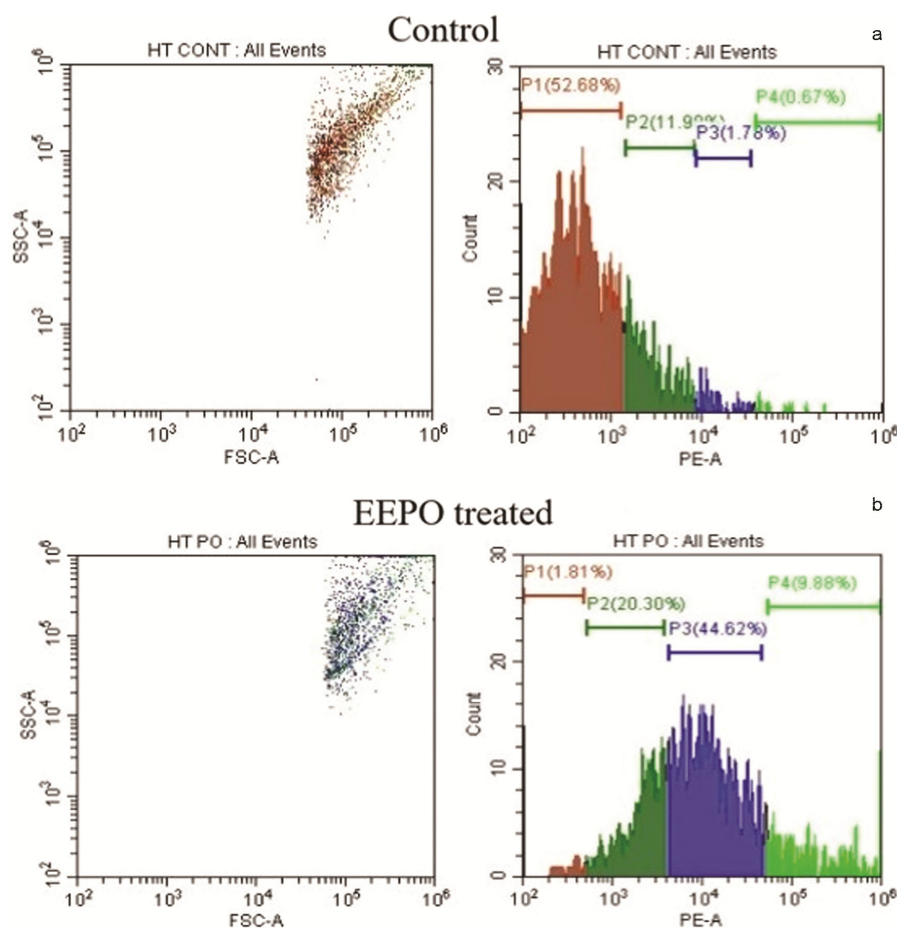 Control
a
HT CONT : All Events
SSC-A
10^6
10^5
10^4
10^3
10^2
10^2 10^3 10^4 10^5 10^6
FSC-A
HT CONT : All Events
Count
30
20
10
0
P1(52.68%)
P3(1.78%)
P4(0.67%)
10^2 10^3 10^4 10^5 10^6
PE-A
EEPO treated
b
HT PO : All Events
SSC-A
10^6
10^5
10^4
10^3
10^2
10^2 10^3 10^4 10^5 10^6
FSC-A
HT PO : All Events
Count
30
20
10
0
P1(1.81%)
P2(20.30%)
P3(44.62%)
P4(9.88%)
10^2 10^3 10^4 10^5 10^6
PE-A